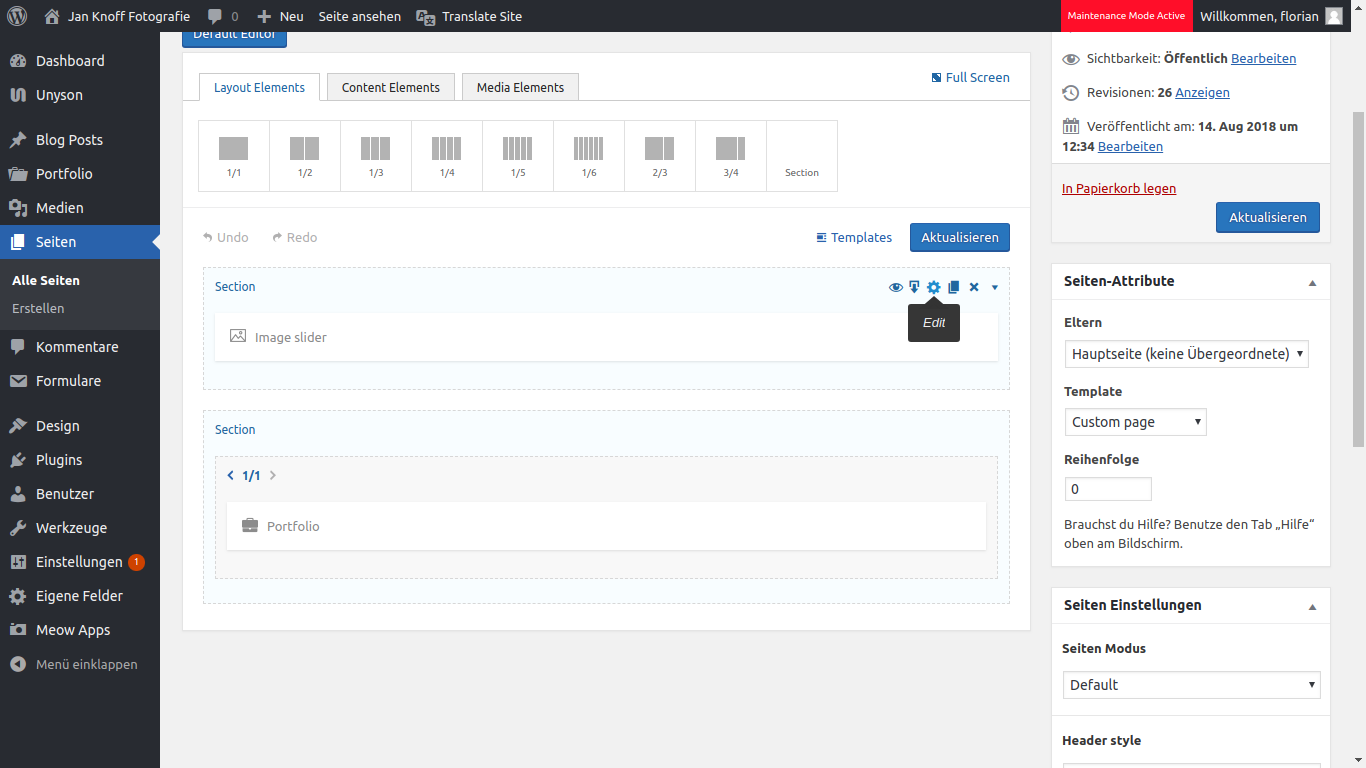 Jan Knoff Fotografie
0
Neu
Seite ansehen
Translate Site
Maintenance Mode Active
Willkommen, florian
Dashboard
Unyson
Blog Posts
Portfolio
Medien
Seiten
Alle Seiten
Erstellen
Kommentare
Formulare
Design
Plugins
Benutzer
Werkzeuge
Einstellungen 1
Eigene Felder
Meow Apps
Menü einklappen
Default Editor
Layout Elements
Content Elements
Media Elements
Full Screen
1/1
1/2
1/3
1/4
1/5
1/6
2/3
3/4
Section
Undo
Redo
Templates
Aktualisieren
Section
Edit
Image slider
Section
1/1
Portfolio
Sichtbarkeit: Öffentlich Bearbeiten
Revisionen: 26 Anzeigen
Veröffentlicht am: 14. Aug 2018 um
12:34 Bearbeiten
In Papierkorb legen
Aktualisieren
Seiten-Attribute
Eltern
Hauptseite (keine Übergeordnete)
Template
Custom page
Reihenfolge
0
Brauchst du Hilfe? Benutze den Tab „Hilfe“
oben am Bildschirm.
Seiten Einstellungen
Seiten Modus
Default
Header style